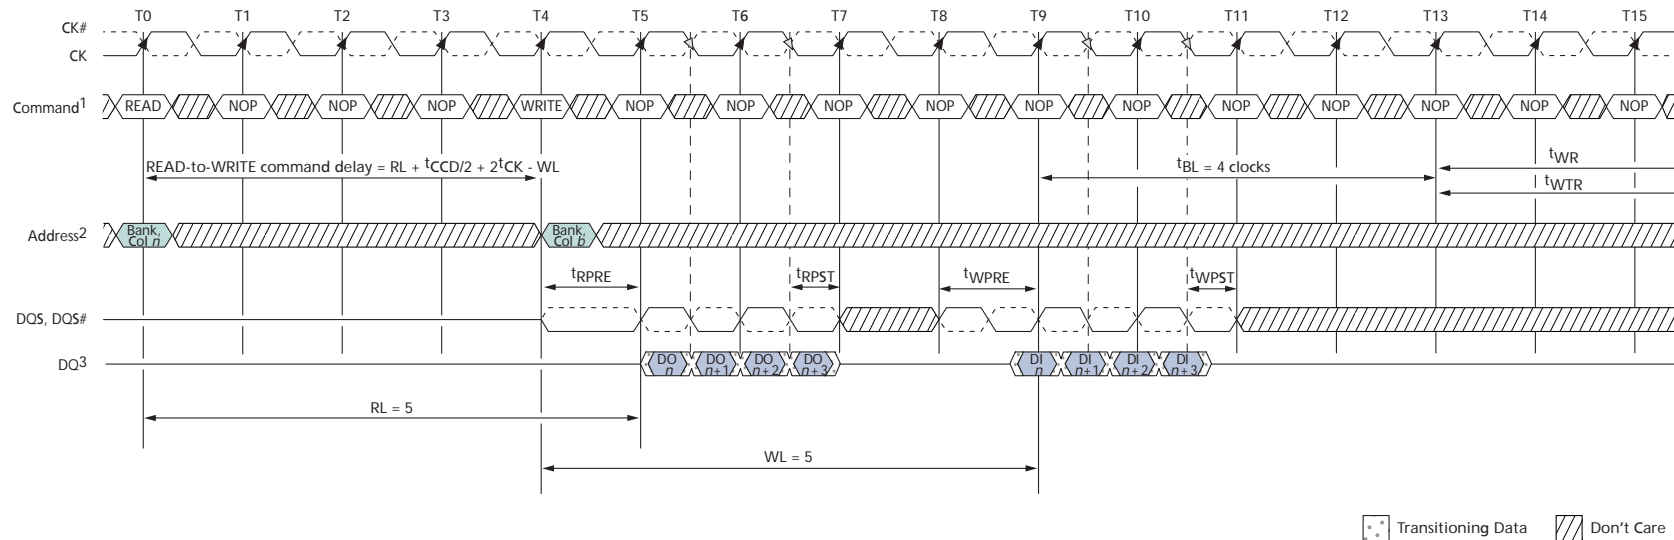 T0 T1 T2 T3 T4 T5 T6 T7 T8 T9 T10 T11 T12 T13 T14 T15
CK#
CK
Command1 READ NOP NOP NOP WRITE NOP NOP NOP NOP NOP NOP NOP NOP NOP NOP NOP
READ-to-WRITE command delay = RL + tCCD/2 + 2tCK - WL
tBL = 4 clocks
tWR
tWTR
Address2
Bank,
Col n
Bank,
Col b
tRPRE tRPST tWPRE tWPST
DQS, DQS#
DQ3
DO
n
DO
n+1
DO
n+2
DO
n+3
DI
n
DI
n+1
DI
n+2
DI
n+3
RL = 5
WL = 5
Transitioning Data Don't Care